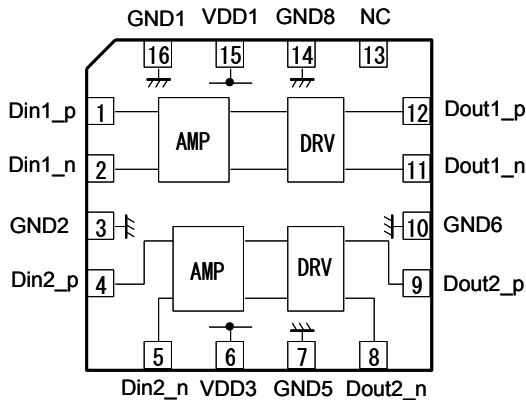 GND1 VDD1 GND8 NC
16 15 14 13
Din1_p 1 12 Dout1_p
AMP DRV
Din1_n 2 11 Dout1_n
GND2 3 10 GND6
Din2_p 4 AMP DRV 9 Dout2_p
5 6 7 8
Din2_n VDD3 GND5 Dout2_n